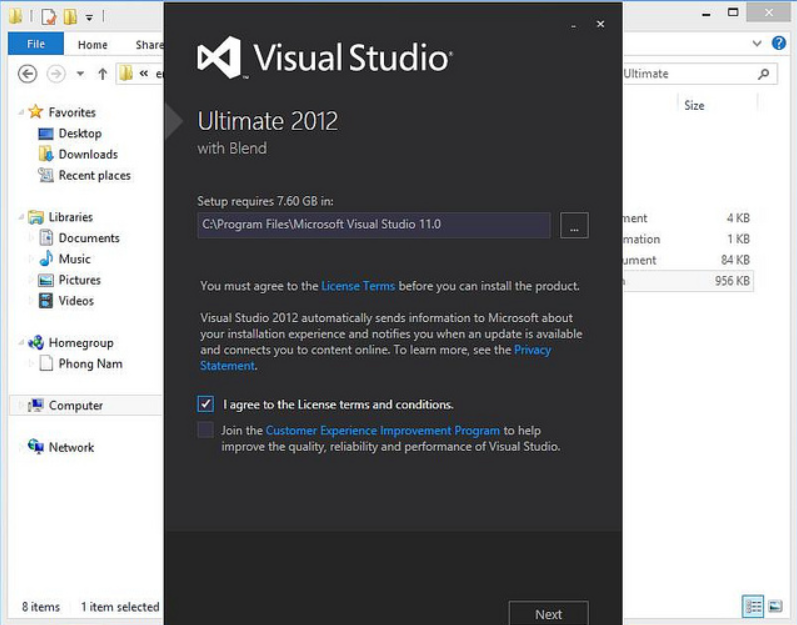 File
Home
Share
« e
Ultimate
Size
Favorites
Desktop
Downloads
Recent places
Libraries
Documents
Music
Pictures
Videos
Homegroup
Phong Nam
Computer
Network
8 items 1 item selected
Visual Studio
Ultimate 2012
with Blend
Setup requires 7.60 GB in:
C:\Program Files\Microsoft Visual Studio 11.0
...
You must agree to the License Terms before you can install the product.
Visual Studio 2012 automatically sends information to Microsoft about
your installation experience and notifies you when an update is available
and connects you to content online. To learn more, see the Privacy
Statement.
I agree to the License terms and conditions.
Join the Customer Experience Improvement Program to help
improve the quality, reliability and performance of Visual Studio.
Next
ment 4 KB
mation 1 KB
ument 84 KB
956 KB